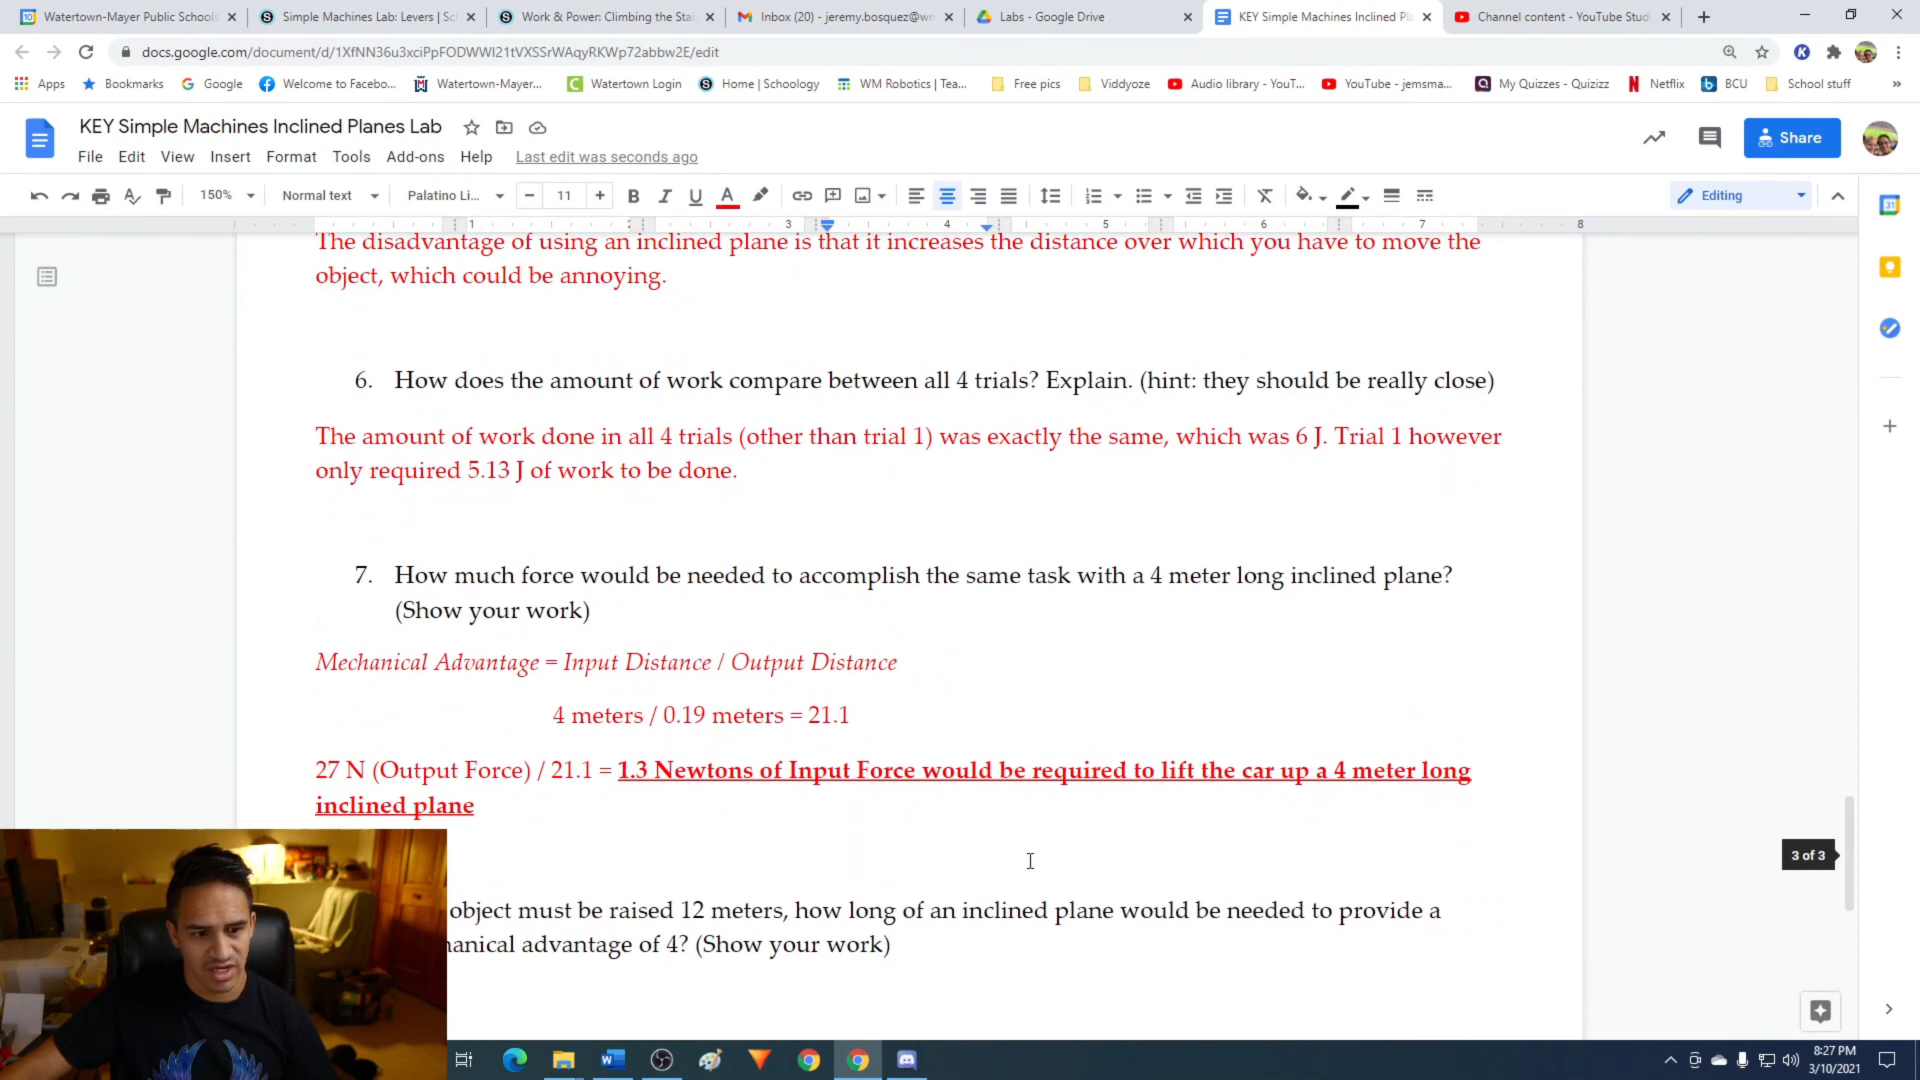 Watertown-Mayer Public Schools
Simple Machines Lab: Levers | Sc
Work & Power: Climbing the Stai
Inbox (20) - jeremy.bosquez@wm
Labs - Google Drive
KEY Simple Machines Inclined Pla
Channel content - YouTube Studi
docs.google.com/document/d/1XfNN36u3xciPpFODWWI21tVXSSrWAqyRKWp72abbw2E/edit
Apps
Bookmarks
Google
Welcome to Facebo...
Watertown-Mayer...
Watertown Login
Home | Schoology
WM Robotics | Tea...
Free pics
Viddyoze
Audio library - YouT...
YouTube - jemsma...
My Quizzes - Quizizz
Netflix
BCU
School stuff
KEY Simple Machines Inclined Planes Lab
Share
File Edit View Insert Format Tools Add-ons Help Last edit was seconds ago
150% Normal text Palatino Li... 11 Editing
1 2 3 4 5 6 7 8
The disadvantage of using an inclined plane is that it increases the distance over which you have to move the
object, which could be annoying.
6. How does the amount of work compare between all 4 trials? Explain. (hint: they should be really close)
The amount of work done in all 4 trials (other than trial 1) was exactly the same, which was 6 J. Trial 1 however
only required 5.13 J of work to be done.
7. How much force would be needed to accomplish the same task with a 4 meter long inclined plane?
(Show your work)
Mechanical Advantage = Input Distance / Output Distance
4 meters / 0.19 meters = 21.1
27 N (Output Force) / 21.1 = 1.3 Newtons of Input Force would be required to lift the car up a 4 meter long
inclined plane
3 of 3
object must be raised 12 meters, how long of an inclined plane would be needed to provide a
hanical advantage of 4? (Show your work)
8:27 PM
3/10/2021